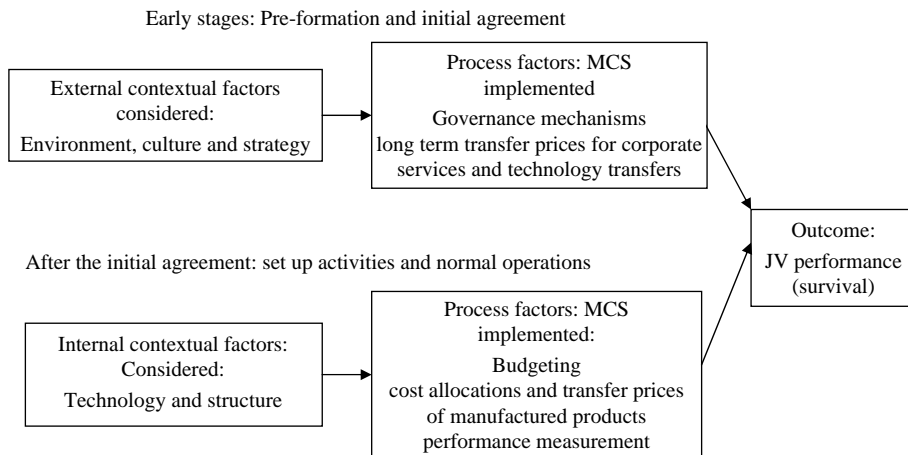 Early stages: Pre-formation and initial agreement
External contextual factors
considered:
Environment, culture and strategy
Process factors: MCS
implemented
Governance mechanisms
long term transfer prices for corporate
services and technology transfers
Outcome:
JV performance
(survival)
After the initial agreement: set up activities and normal operations
Internal contextual factors:
Considered:
Technology and structure
Process factors: MCS
implemented:
Budgeting
cost allocations and transfer prices
of manufactured products
performance measurement